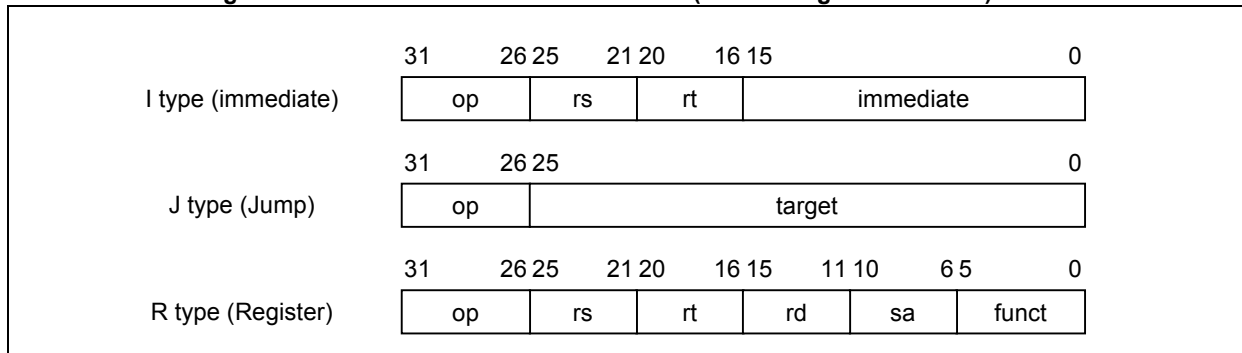 31 26 25 21 20 16 15 0
I type (immediate) op rs rt immediate
31 26 25 0
J type (Jump) op target
31 26 25 21 20 16 15 11 10 6 5 0
R type (Register) op rs rt rd sa funct